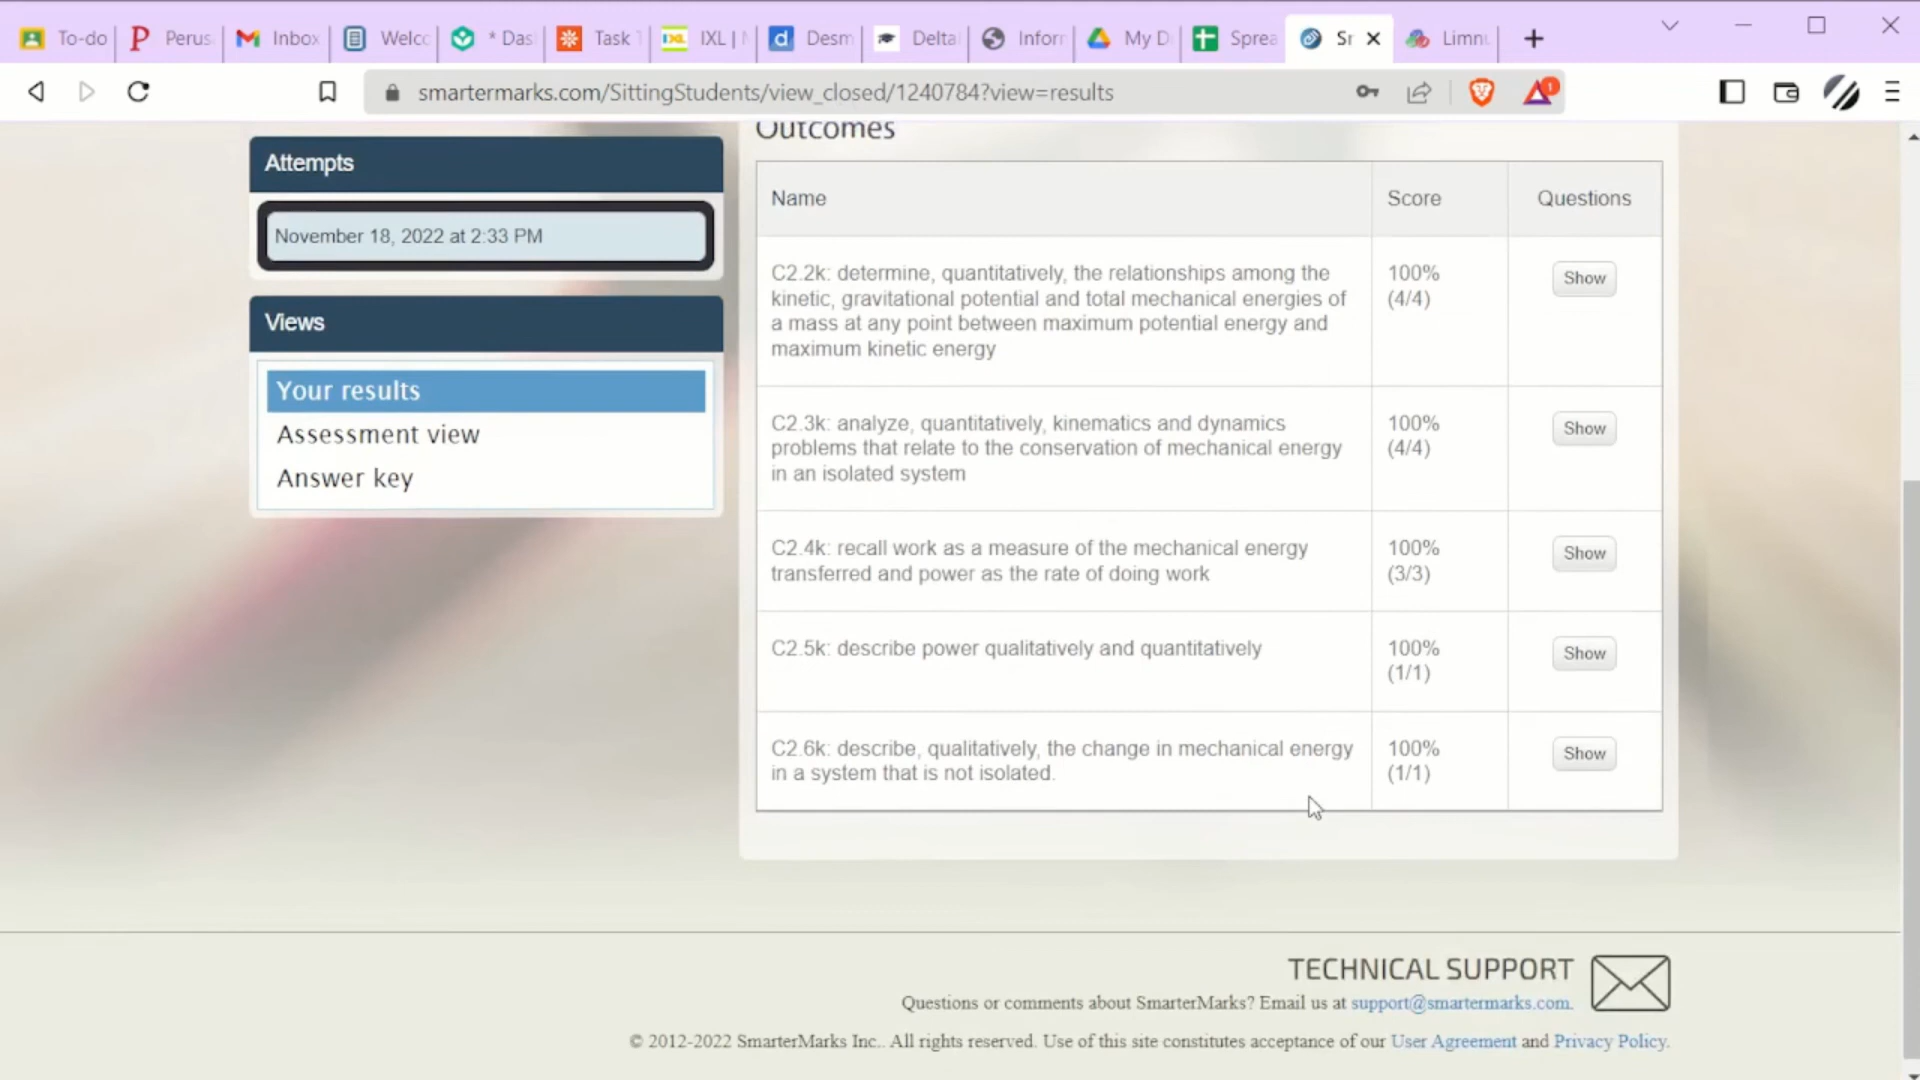 To-do
Perus
Inbox
Welco
* Das
Task
IXL |
Desm
Delta
Inforr
My D
Sprea
Sr
Limnu
smartermarks.com/SittingStudents/view_closed/1240784?view=results
1
Attempts
November 18, 2022 at 2:33 PM
Views
Your results
Assessment view
Answer key
Outcomes
Name
Score
Questions
C2.2k: determine, quantitatively, the relationships among the
kinetic, gravitational potential and total mechanical energies of
a mass at any point between maximum potential energy and
maximum kinetic energy
100%
(4/4)
Show
C2.3k: analyze, quantitatively, kinematics and dynamics
problems that relate to the conservation of mechanical energy
in an isolated system
100%
(4/4)
Show
C2.4k: recall work as a measure of the mechanical energy
transferred and power as the rate of doing work
100%
(3/3)
Show
C2.5k: describe power qualitatively and quantitatively
100%
(1/1)
Show
C2.6k: describe, qualitatively, the change in mechanical energy
in a system that is not isolated.
100%
(1/1)
Show
TECHNICAL SUPPORT
Questions or comments about SmarterMarks? Email us at support@smartermarks.com.
© 2012-2022 SmarterMarks Inc.. All rights reserved. Use of this site constitutes acceptance of our User Agreement and Privacy Policy.